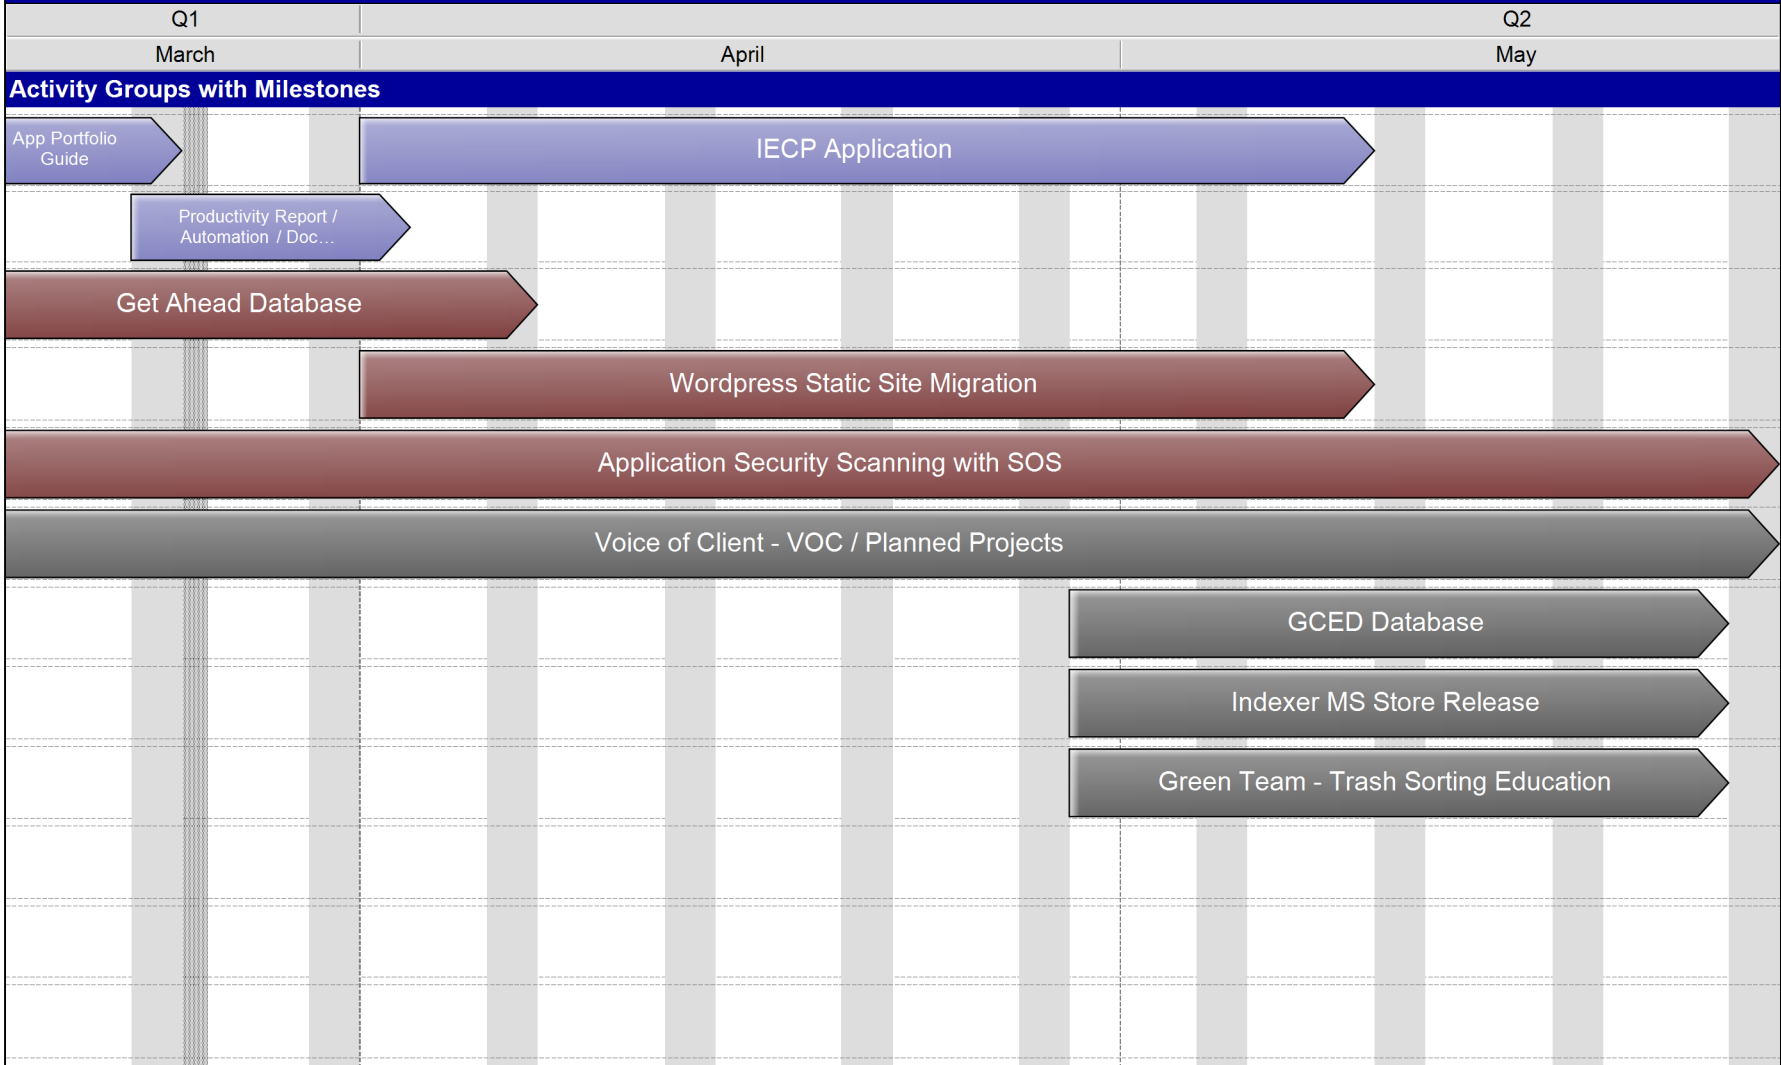 Q1
Q2
March
April
May
Activity Groups with Milestones
App Portfolio
Guide
IECP Application
Productivity Report /
Automation / Doc...
Get Ahead Database
Wordpress Static Site Migration
Application Security Scanning with SOS
Voice of Client - VOC / Planned Projects
GCED Database
Indexer MS Store Release
Green Team - Trash Sorting Education